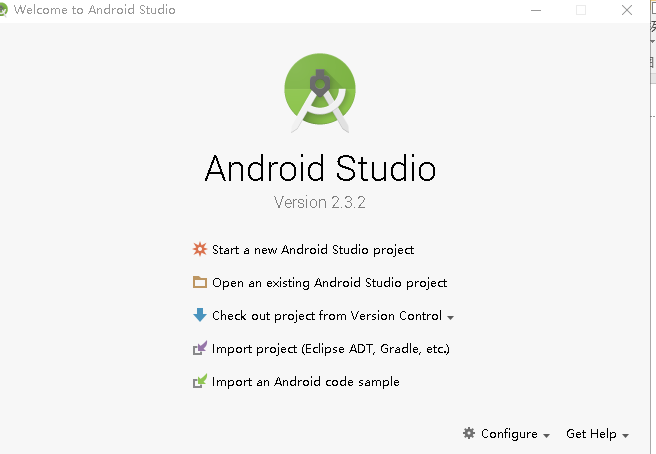 Welcome to Android Studio
Android Studio
Version 2.3.2
Start a new Android Studio project
Open an existing Android Studio project
Check out project from Version Control
Import project (Eclipse ADT, Gradle, etc.)
Import an Android code sample
Configure
Get Help